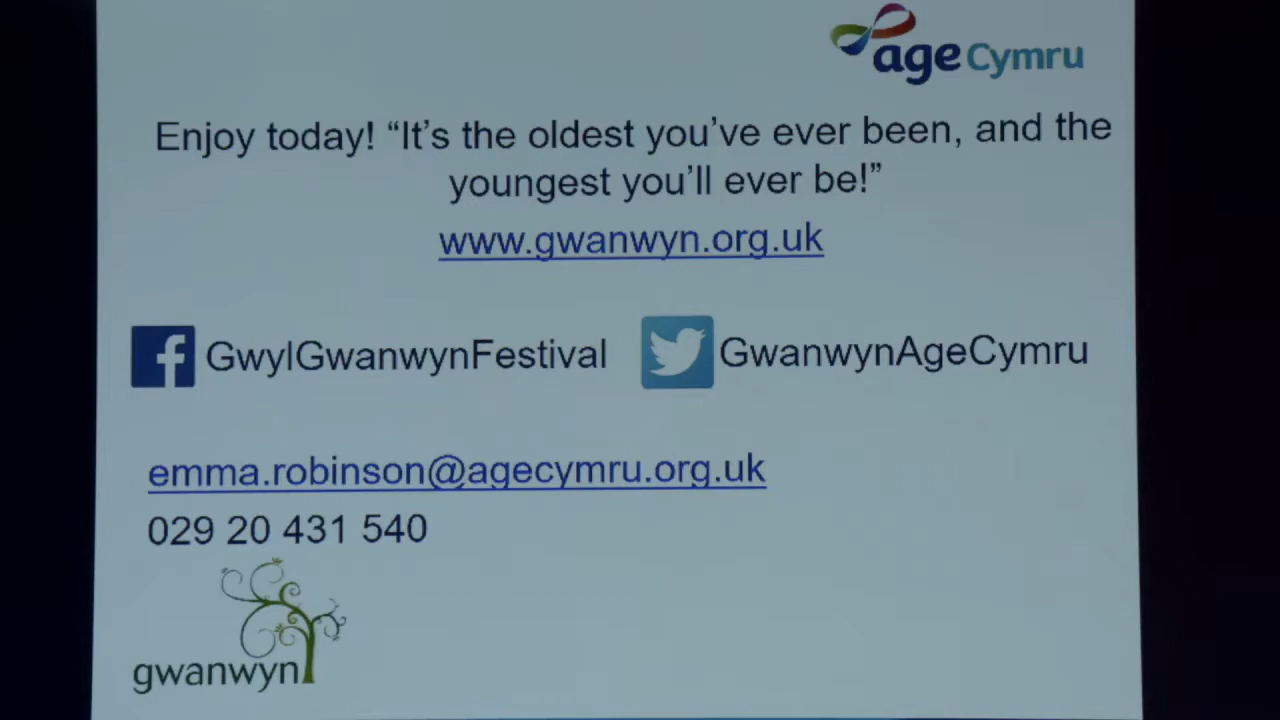 age Cymru
Enjoy today! “It’s the oldest you’ve ever been, and the
youngest you’ll ever be!”
www.gwanwyn.org.uk
GwylGwanwynFestival
GwanwynAgeCymru
emma.robinson@agecymru.org.uk
029 20 431 540
gwanwyn